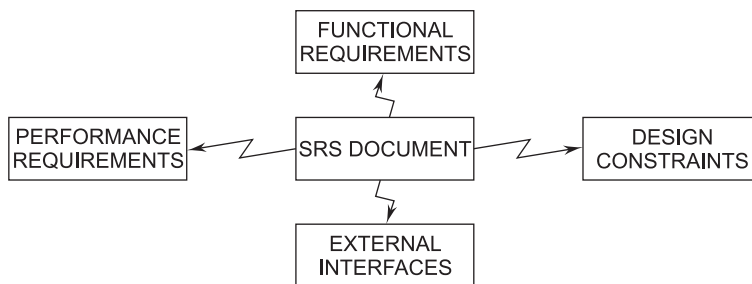 FUNCTIONAL
REQUIREMENTS
PERFORMANCE
REQUIREMENTS
SRS DOCUMENT
DESIGN
CONSTRAINTS
EXTERNAL
INTERFACES